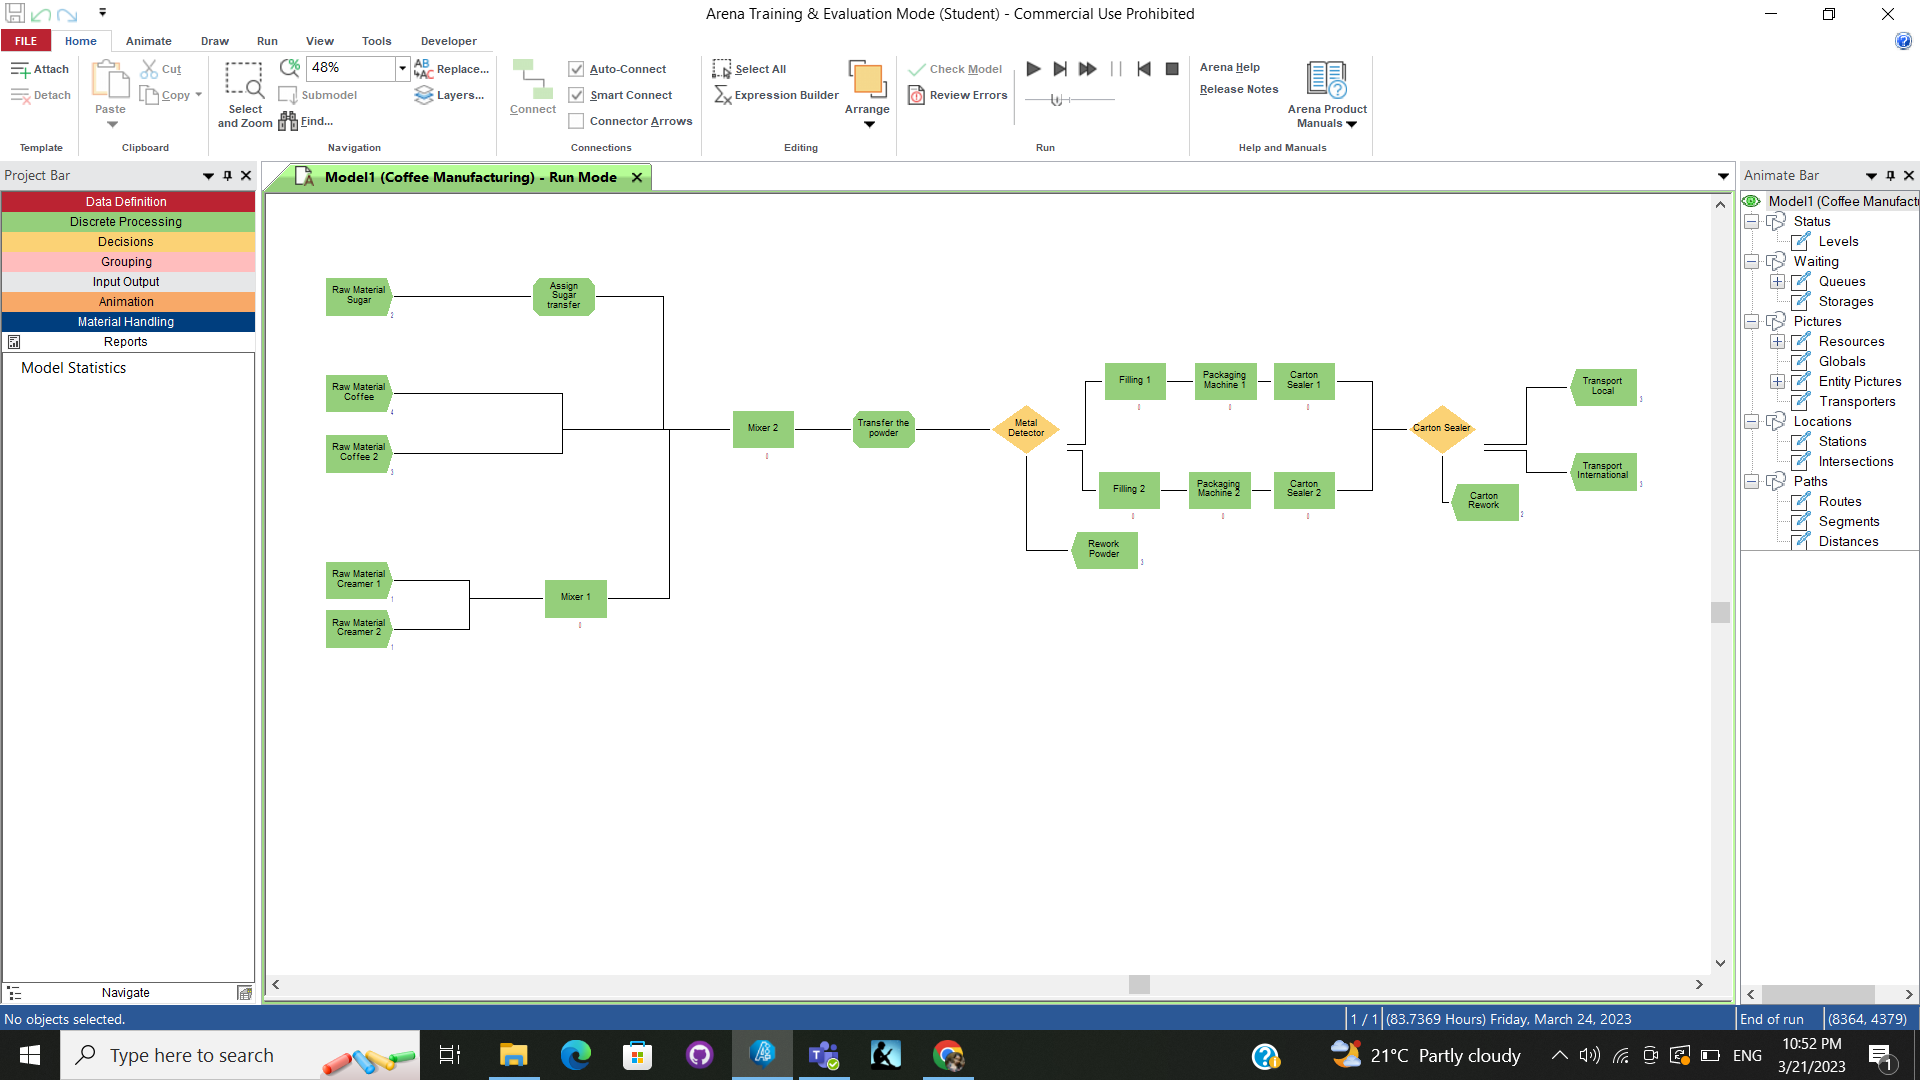 Arena Training & Evaluation Mode (Student) - Commercial Use Prohibited
FILE
Home
Animate
Draw
Run
View
Tools
Developer
Attach
Detach
Template
Paste
Cut
Copy
Clipboard
Select
and Zoom
48%
Submodel
Find...
Replace...
Layers...
Navigation
Connect
Auto-Connect
Smart Connect
Connector Arrows
Connections
Select All
Expression Builder
Arrange
Editing
Check Model
Review Errors
Run
Arena Help
Release Notes
Arena Product
Manuals
Help and Manuals
Project Bar
Data Definition
Discrete Processing
Decisions
Grouping
Input Output
Animation
Material Handling
Reports
Model Statistics
Navigate
Model1 (Coffee Manufacturing) - Run Mode
Raw Material
Sugar
Assign
Sugar
transfer
Raw Material
Coffee
Raw Material
Coffee 2
Raw Material
Creamer 1
Raw Material
Creamer 2
Mixer 1
Mixer 2
Transfer the
powder
Metal
Detector
Filling 1
Packaging
Machine 1
Carton
Sealer 1
Filling 2
Packaging
Machine 2
Carton
Sealer 2
Rework
Powder
Carton Sealer
Transport
Local
Transport
International
Carton
Rework
Animate Bar
Model1 (Coffee Manufactu
Status
Levels
Waiting
Queues
Storages
Pictures
Resources
Globals
Entity Pictures
Transporters
Locations
Stations
Intersections
Paths
Routes
Segments
Distances
No objects selected.
1 / 1
(83.7369 Hours) Friday, March 24, 2023
End of run
(8364, 4379)
Type here to search
21°C Partly cloudy
ENG
10:52 PM
3/21/2023
1